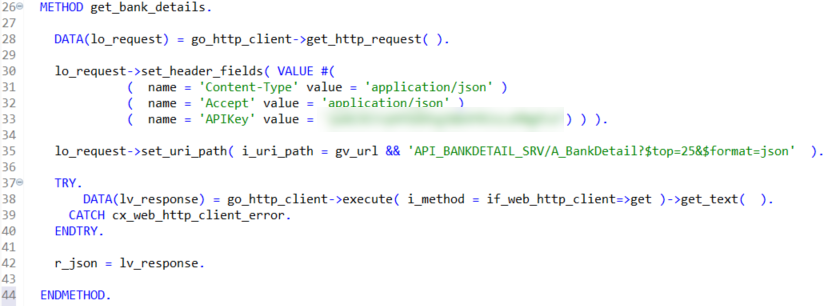 26 METHOD get_bank_details.
27
28 DATA(lo_request) = go_http_client->get_http_request( ).
29
30 lo_request->set_header_fields( VALUE #(
31 ( name = 'Content-Type' value = 'application/json' )
32 ( name = 'Accept' value = 'application/json' )
33 ( name = 'APIKey' value = ) ) ).
34
35 lo_request->set_uri_path( i_uri_path = gv_url && 'API_BANKDETAIL_SRV/A_BankDetail?$top=25&$format=json' ).
36
37 TRY.
38 DATA(lv_response) = go_http_client->execute( i_method = if_web_http_client=>get )->get_text( ).
39 CATCH cx_web_http_client_error.
40 ENDTRY.
41
42 r_json = lv_response.
43
44 ENDMETHOD.